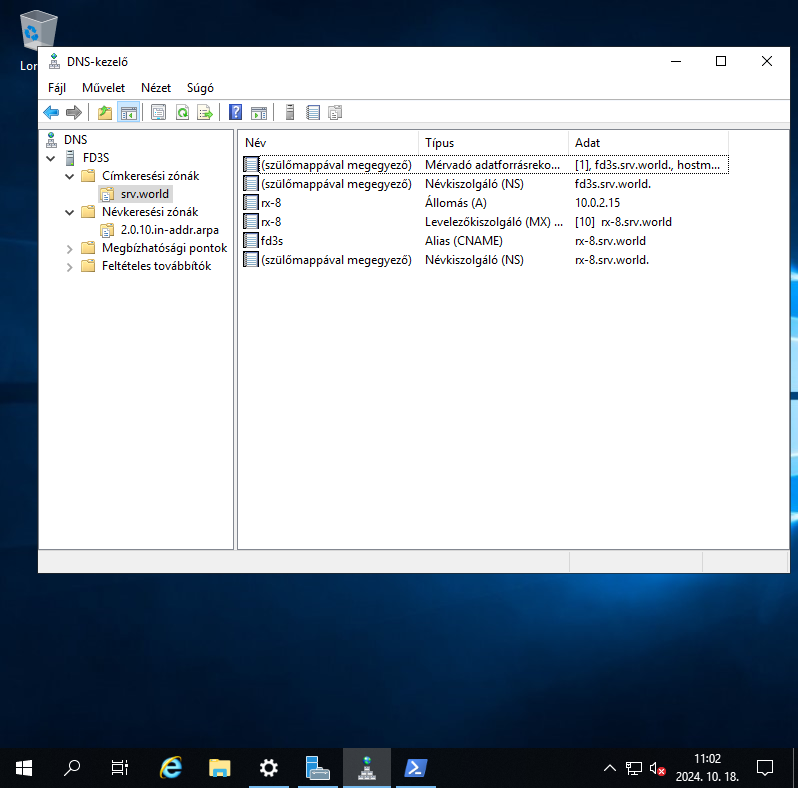 Lor
DNS-kezelő
Fájl Művelet Nézet Súgó
DNS
FD3S
Címkeresési zónák
srv.world
Névkeresési zónák
2.0.10.in-addr.arpa
Megbízhatósági pontok
Feltételes továbbítók
Név Típus Adat
(szülőmappával megegyező) Mérvadó adatforrásreko... [1], fd3s.srv.world., hostm...
(szülőmappával megegyező) Névkiszolgáló (NS) fd3s.srv.world.
rx-8 Állomás (A) 10.0.2.15
rx-8 Levelezőkiszolgáló (MX) ... [10] rx-8.srv.world
fd3s Alias (CNAME) rx-8.srv.world
(szülőmappával megegyező) Névkiszolgáló (NS) rx-8.srv.world.
11:02
2024. 10. 18.